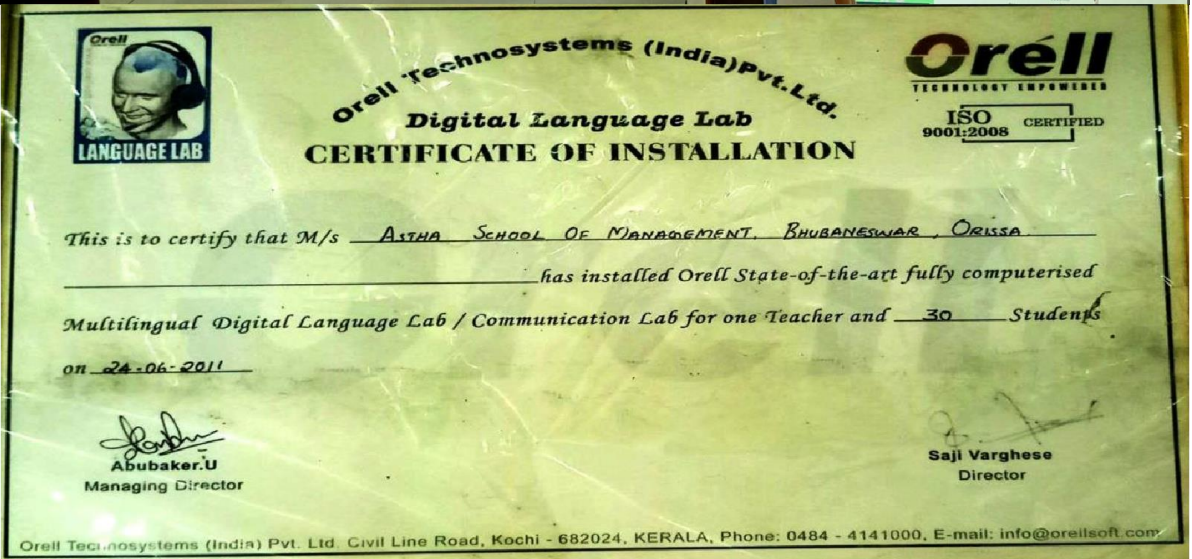 Orell
LANGUAGE LAB
Orell Technosystems (India)Pvt.Ltd.
Digital Language Lab
CERTIFICATE OF INSTALLATION
Orell
TECHNOLOGY EMPOWERED
ISO
9001:2008
CERTIFIED
This is to certify that M/s ASTHA SCHOOL OF MANAGEMENT, BHUBANESWAR, ORISSA
has installed Orell State-of-the-art fully computerised
Multilingual Digital Language Lab / Communication Lab for one Teacher and 30 Students
on 24-06-2011
Abubaker.U
Managing Director
Saji Varghese
Director
Orell Technosystems (India) Pvt. Ltd. Civil Line Road, Kochi - 682024, KERALA, Phone: 0484 - 4141000, E-mail: info@orellsoft.com